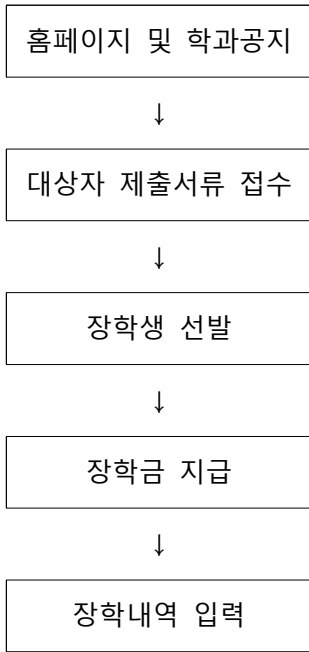 홈페이지 및 학과공지
↓
대상자 제출서류 접수
↓
장학생 선발
↓
장학금 지급
↓
장학내역 입력